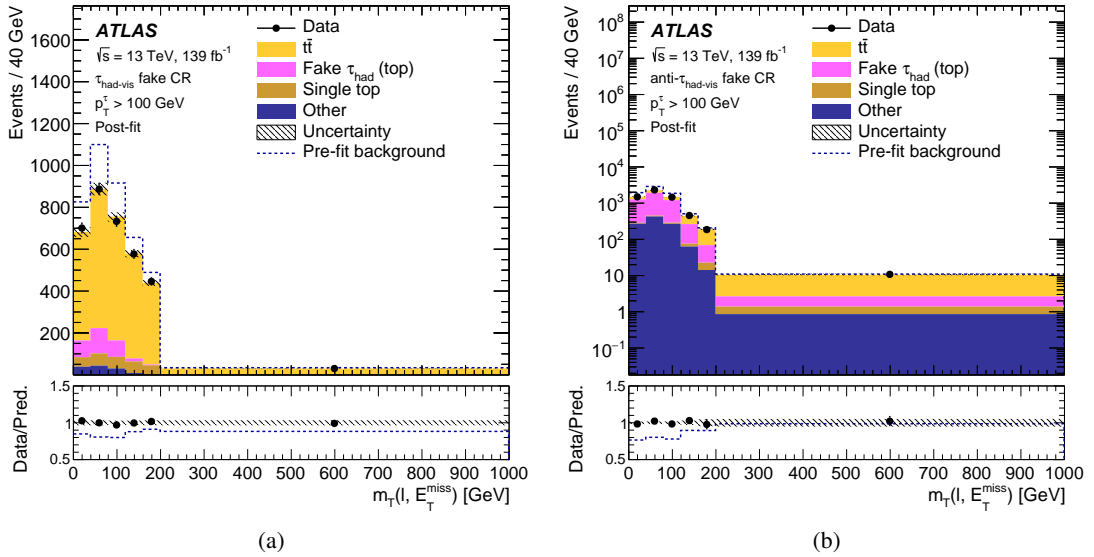 Events / 40 GeV
1600
1400
1200
1000
800
600
400
200
ATLAS
√s = 13 TeV, 139 fb⁻¹
τhad-vis fake CR
pTτ > 100 GeV
Post-fit
Data
tt̄
Fake τhad (top)
Single top
Other
Uncertainty
Pre-fit background
Data/Pred.
1.5
1
0.5
0 100 200 300 400 500 600 700 800 900 1000
mT(l, ETmiss) [GeV]
(a)
Events / 40 GeV
10⁸
10⁷
10⁶
10⁵
10⁴
10³
10²
10
1
10⁻¹
ATLAS
√s = 13 TeV, 139 fb⁻¹
anti-τhad-vis fake CR
pTτ > 100 GeV
Post-fit
Data
tt̄
Fake τhad (top)
Single top
Other
Uncertainty
Pre-fit background
Data/Pred.
1.5
1
0.5
0 100 200 300 400 500 600 700 800 900 1000
mT(l, ETmiss) [GeV]
(b)